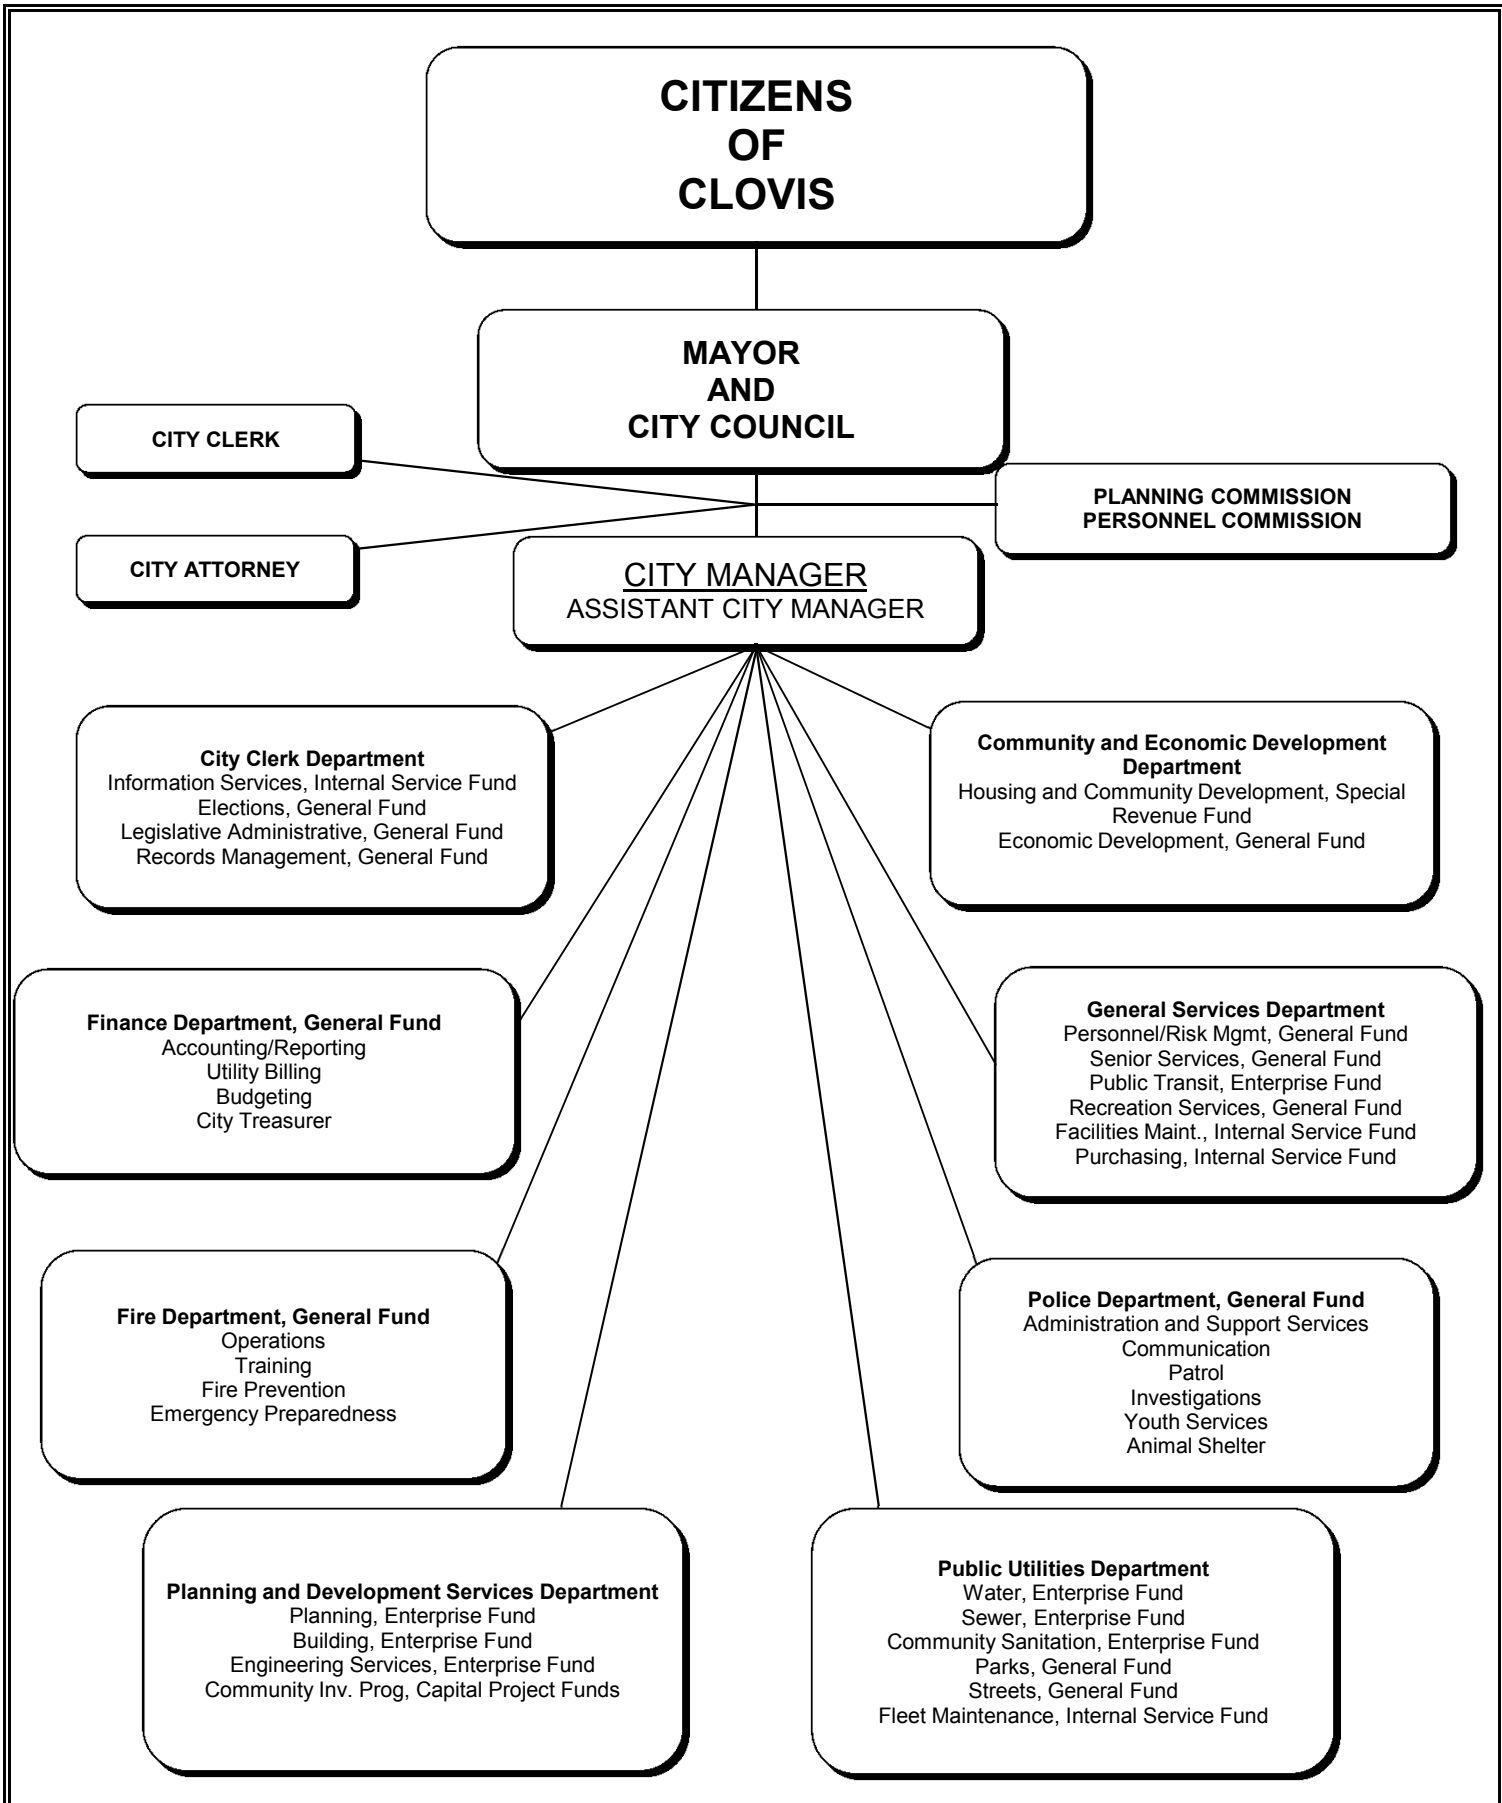 CITIZENS
OF
CLOVIS
MAYOR
AND
CITY COUNCIL
CITY CLERK
PLANNING COMMISSION
PERSONNEL COMMISSION
CITY ATTORNEY
CITY MANAGER
ASSISTANT CITY MANAGER
City Clerk Department
Information Services, Internal Service Fund
Elections, General Fund
Legislative Administrative, General Fund
Records Management, General Fund
Community and Economic Development
Department
Housing and Community Development, Special
Revenue Fund
Economic Development, General Fund
Finance Department, General Fund
Accounting/Reporting
Utility Billing
Budgeting
City Treasurer
General Services Department
Personnel/Risk Mgmt, General Fund
Senior Services, General Fund
Public Transit, Enterprise Fund
Recreation Services, General Fund
Facilities Maint., Internal Service Fund
Purchasing, Internal Service Fund
Fire Department, General Fund
Operations
Training
Fire Prevention
Emergency Preparedness
Police Department, General Fund
Administration and Support Services
Communication
Patrol
Investigations
Youth Services
Animal Shelter
Planning and Development Services Department
Planning, Enterprise Fund
Building, Enterprise Fund
Engineering Services, Enterprise Fund
Community Inv. Prog, Capital Project Funds
Public Utilities Department
Water, Enterprise Fund
Sewer, Enterprise Fund
Community Sanitation, Enterprise Fund
Parks, General Fund
Streets, General Fund
Fleet Maintenance, Internal Service Fund